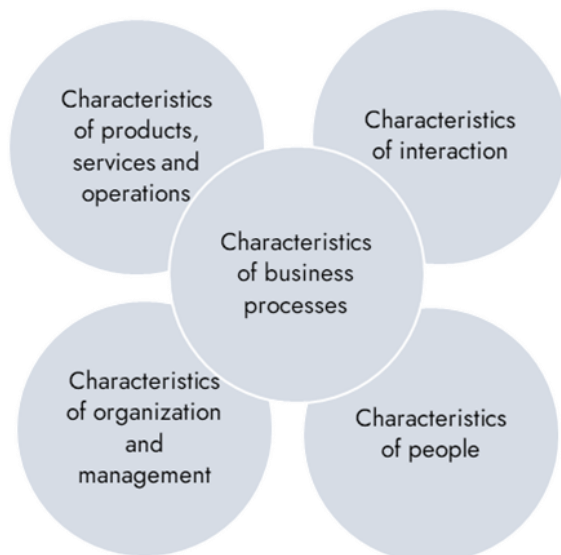 Characteristics
of products,
services and
operations
Characteristics
of interaction
Characteristics
of business
processes
Characteristics
of organization
and
management
Characteristics
of people